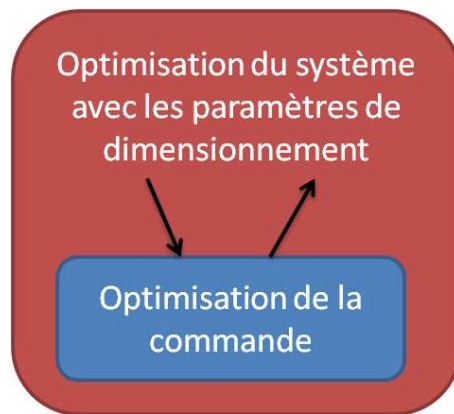 Optimisation du système
avec les paramètres de
dimensionnement
Optimisation de la
commande